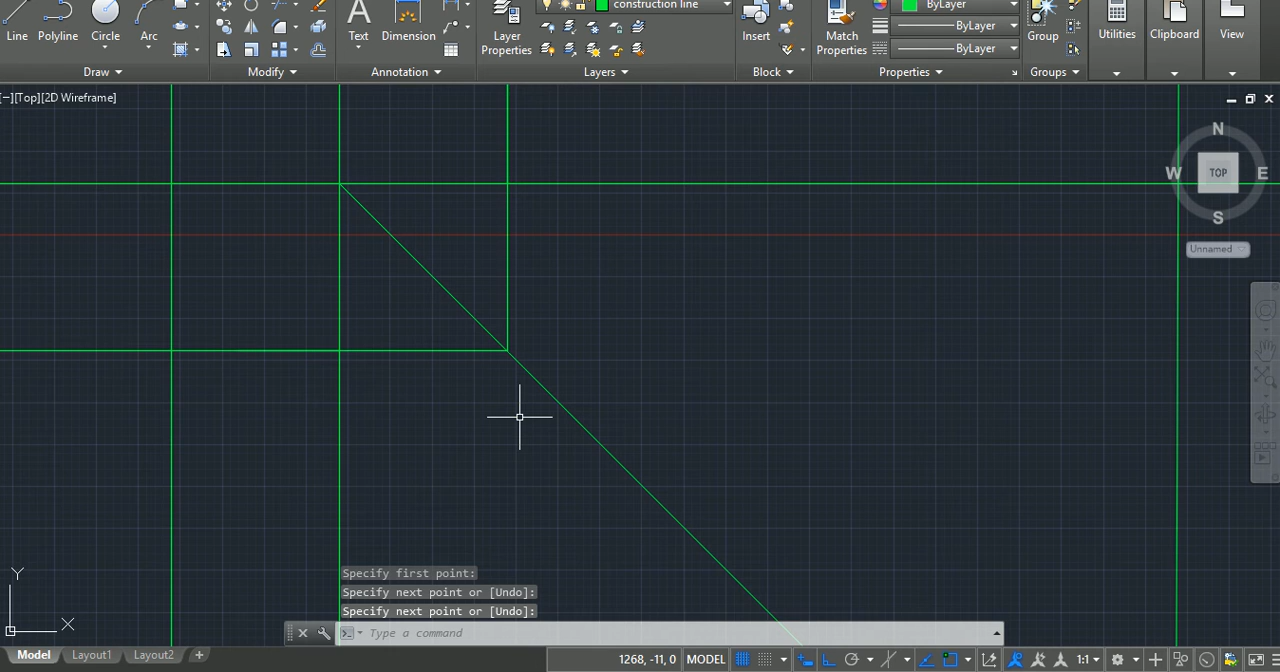 construction line
ByLayer
ByLayer
ByLayer
Line
Polyline
Circle
Arc
Text
Dimension
Layer
Properties
Insert
Match
Properties
Group
Utilities
Clipboard
View
Draw
Modify
Annotation
Layers
Block
Properties
Groups
[−][Top][2D Wireframe]
N
W
TOP
E
S
Unnamed
Y
X
Specify first point:
Specify next point or [Undo]:
Specify next point or [Undo]:
Type a command
Model
Layout1
Layout2
+
1268, -11, 0
MODEL
1:1